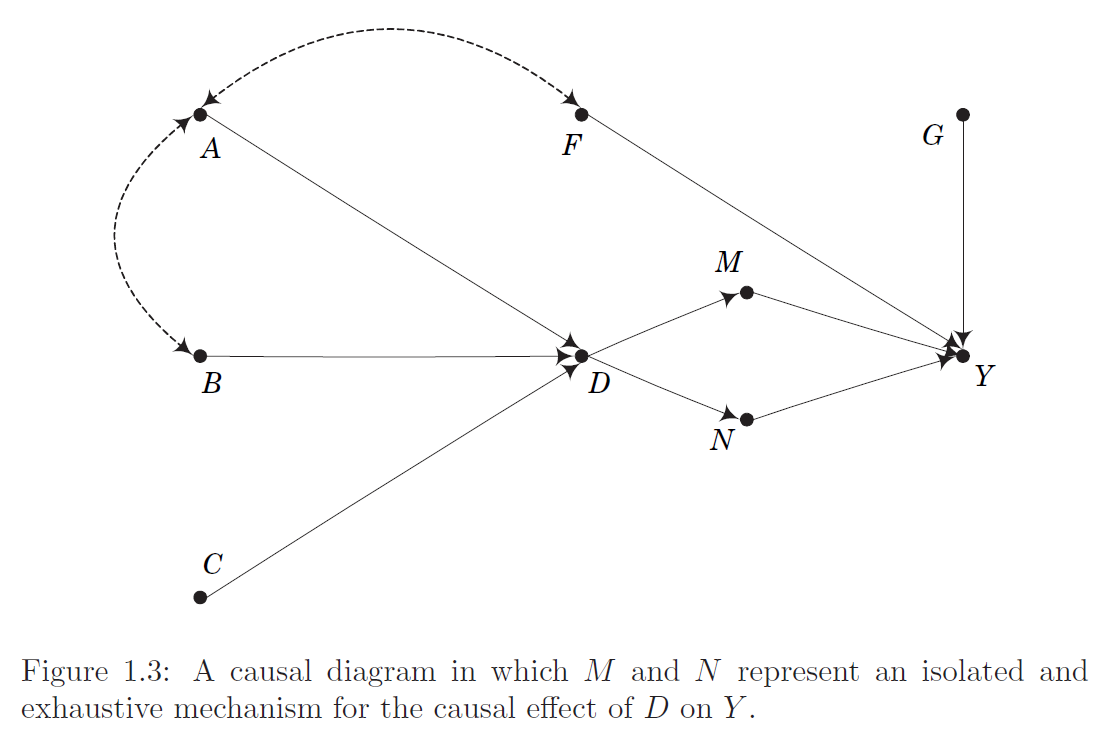 A
F
G
M
B
D
Y
N
C
Figure 1.3: A causal diagram in which M and N represent an isolated and
exhaustive mechanism for the causal effect of D on Y.